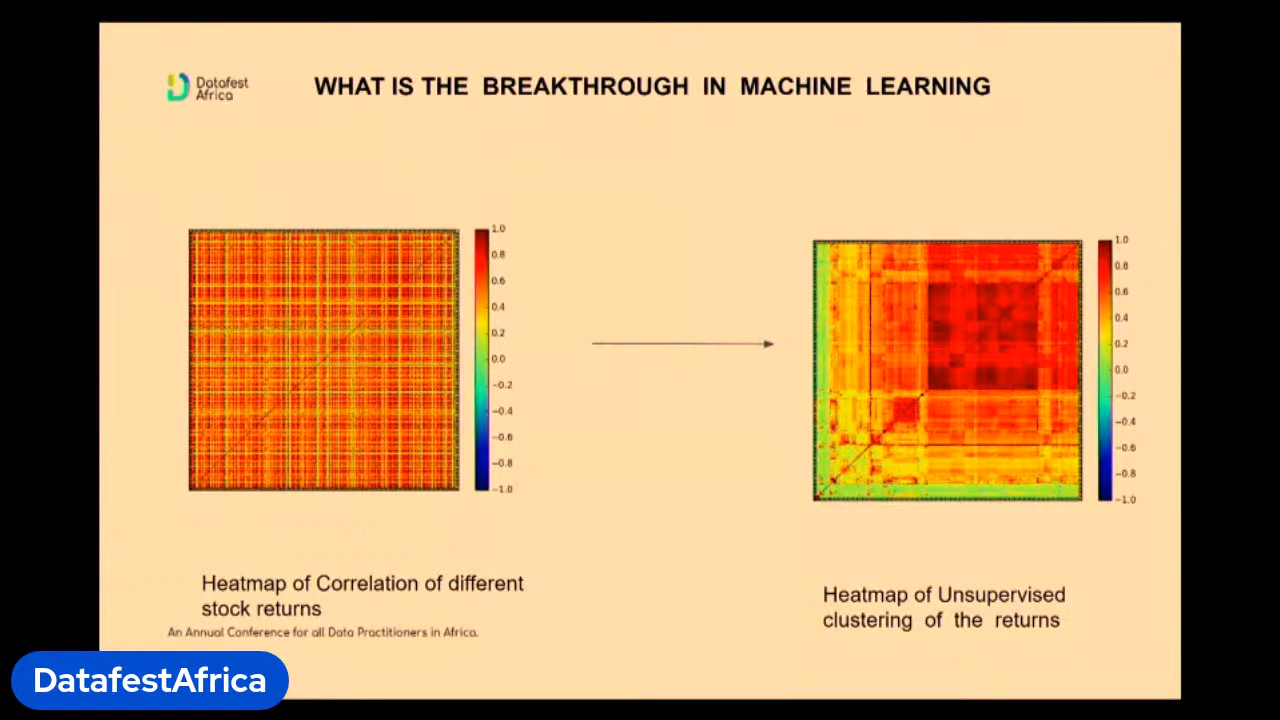 Datafest
Africa
WHAT IS THE BREAKTHROUGH IN MACHINE LEARNING
1.0
0.8
0.6
0.4
0.2
0.0
−0.2
−0.4
−0.6
−0.8
−1.0
1.0
0.8
0.6
0.4
0.2
0.0
−0.2
−0.4
−0.6
−0.8
−1.0
Heatmap of Correlation of different
stock returns
Heatmap of Unsupervised
clustering of the returns
An Annual Conference for all Data Practitioners in Africa.
DatafestAfrica